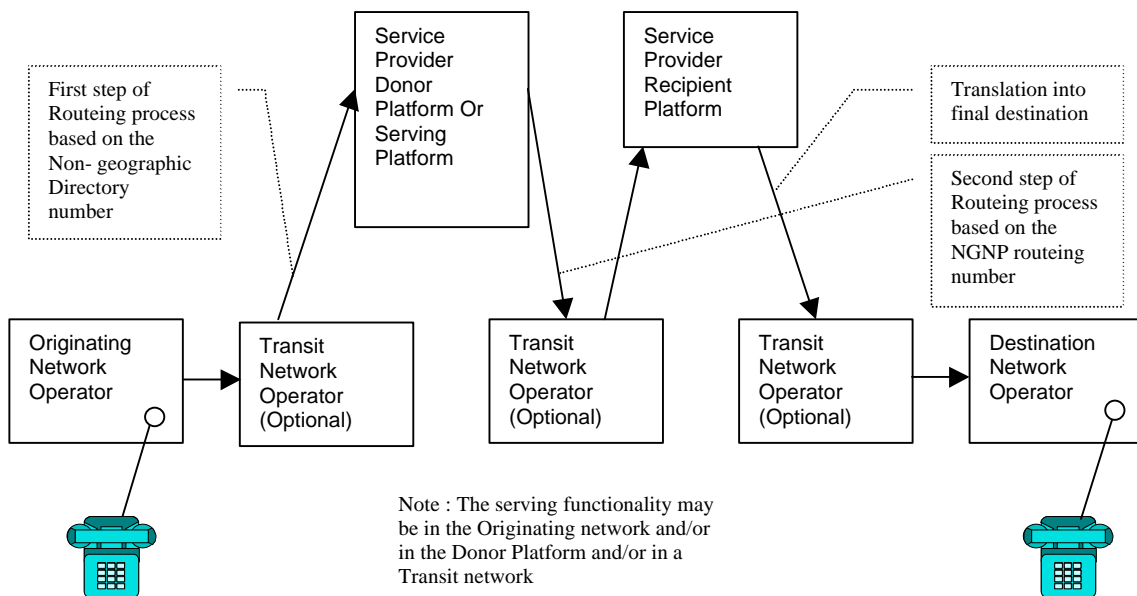 Service
Provider
Donor
Platform Or
Serving
Platform
Service
Provider
Recipient
Platform
First step of
Routeing process
based on the
Non- geographic
Directory
number
Translation into
final destination
Second step of
Routeing process
based on the
NGNP routeing
number
Originating
Network
Operator
Transit
Network
Operator
(Optional)
Transit
Network
Operator
(Optional)
Transit
Network
Operator
(Optional)
Destination
Network
Operator
Note : The serving functionality may
be in the Originating network and/or
in the Donor Platform and/or in a
Transit network